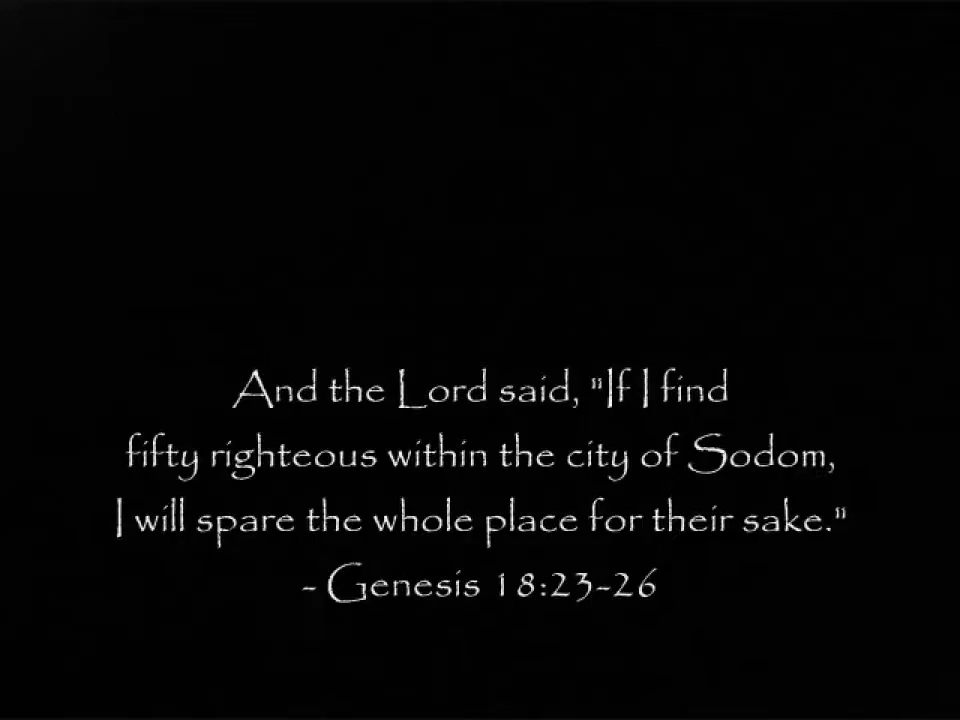 And the Lord said, "If I find
fifty righteous within the city of Sodom,
I will spare the whole place for their sake."
- Genesis 18:23-26